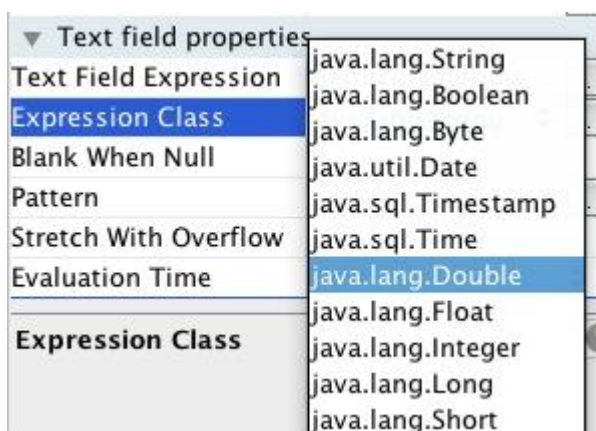 Text field properties
Text Field Expression
Expression Class
Blank When Null
Pattern
Stretch With Overflow
Evaluation Time
Expression Class
java.lang.String
java.lang.Boolean
java.lang.Byte
java.util.Date
java.sql.Timestamp
java.sql.Time
java.lang.Double
java.lang.Float
java.lang.Integer
java.lang.Long
java.lang.Short